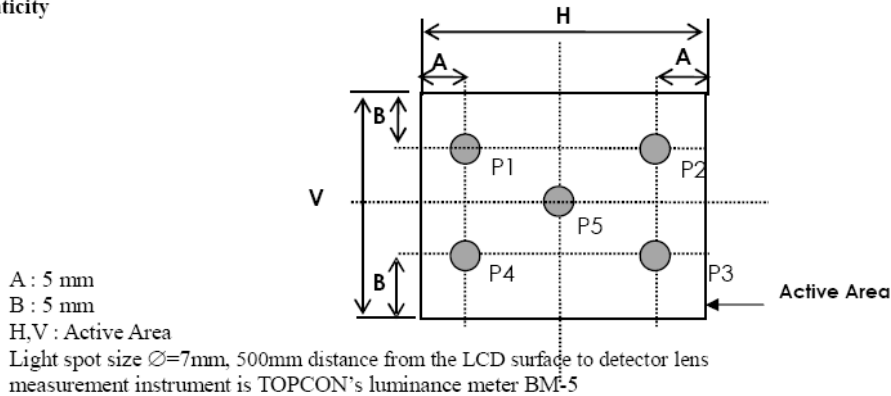 H
A A
B
P1 P2
V
P5
B P4 P3
Active Area
A : 5 mm
B : 5 mm
H,V : Active Area
Light spot size ∅=7mm, 500mm distance from the LCD surface to detector lens
measurement instrument is TOPCON’s luminance meter BM-5